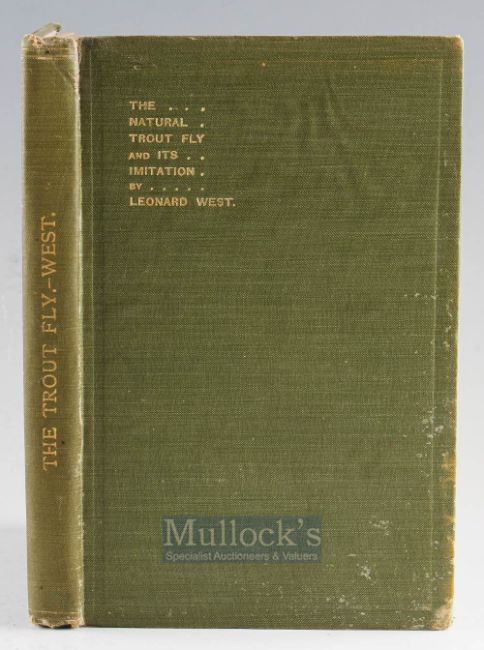 THE . . .
NATURAL .
TROUT FLY
AND ITS . .
IMITATION .
BY . . . . .
LEONARD WEST.
THE TROUT FLY.-WEST.
Mullock's
Specialist Auctioneers & Valuers